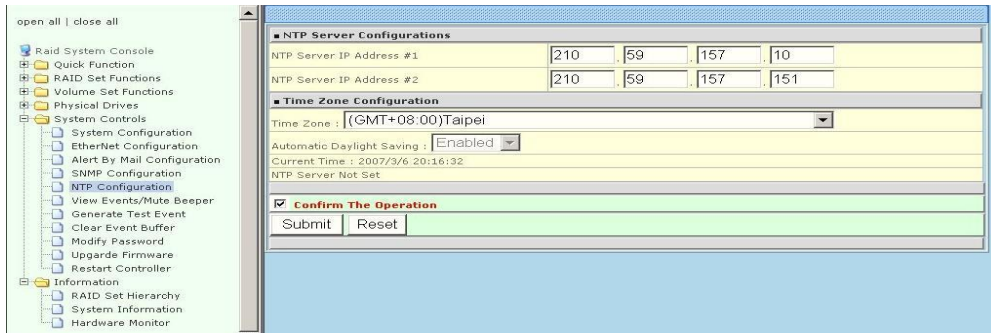 open all | close all
Raid System Console
Quick Function
RAID Set Functions
Volume Set Functions
Physical Drives
System Controls
System Configuration
EtherNet Configuration
Alert By Mail Configuration
SNMP Configuration
NTP Configuration
View Events/Mute Beeper
Generate Test Event
Clear Event Buffer
Modify Password
Upgarde Firmware
Restart Controller
Information
RAID Set Hierarchy
System Information
Hardware Monitor
NTP Server Configurations
NTP Server IP Address #1 210 . 59 . 157 . 10
NTP Server IP Address #2 210 . 59 . 157 . 151
Time Zone Configuration
Time Zone : (GMT+08:00)Taipei
Automatic Daylight Saving : Enabled
Current Time : 2007/3/6 20:16:32
NTP Server Not Set
Confirm The Operation
Submit Reset